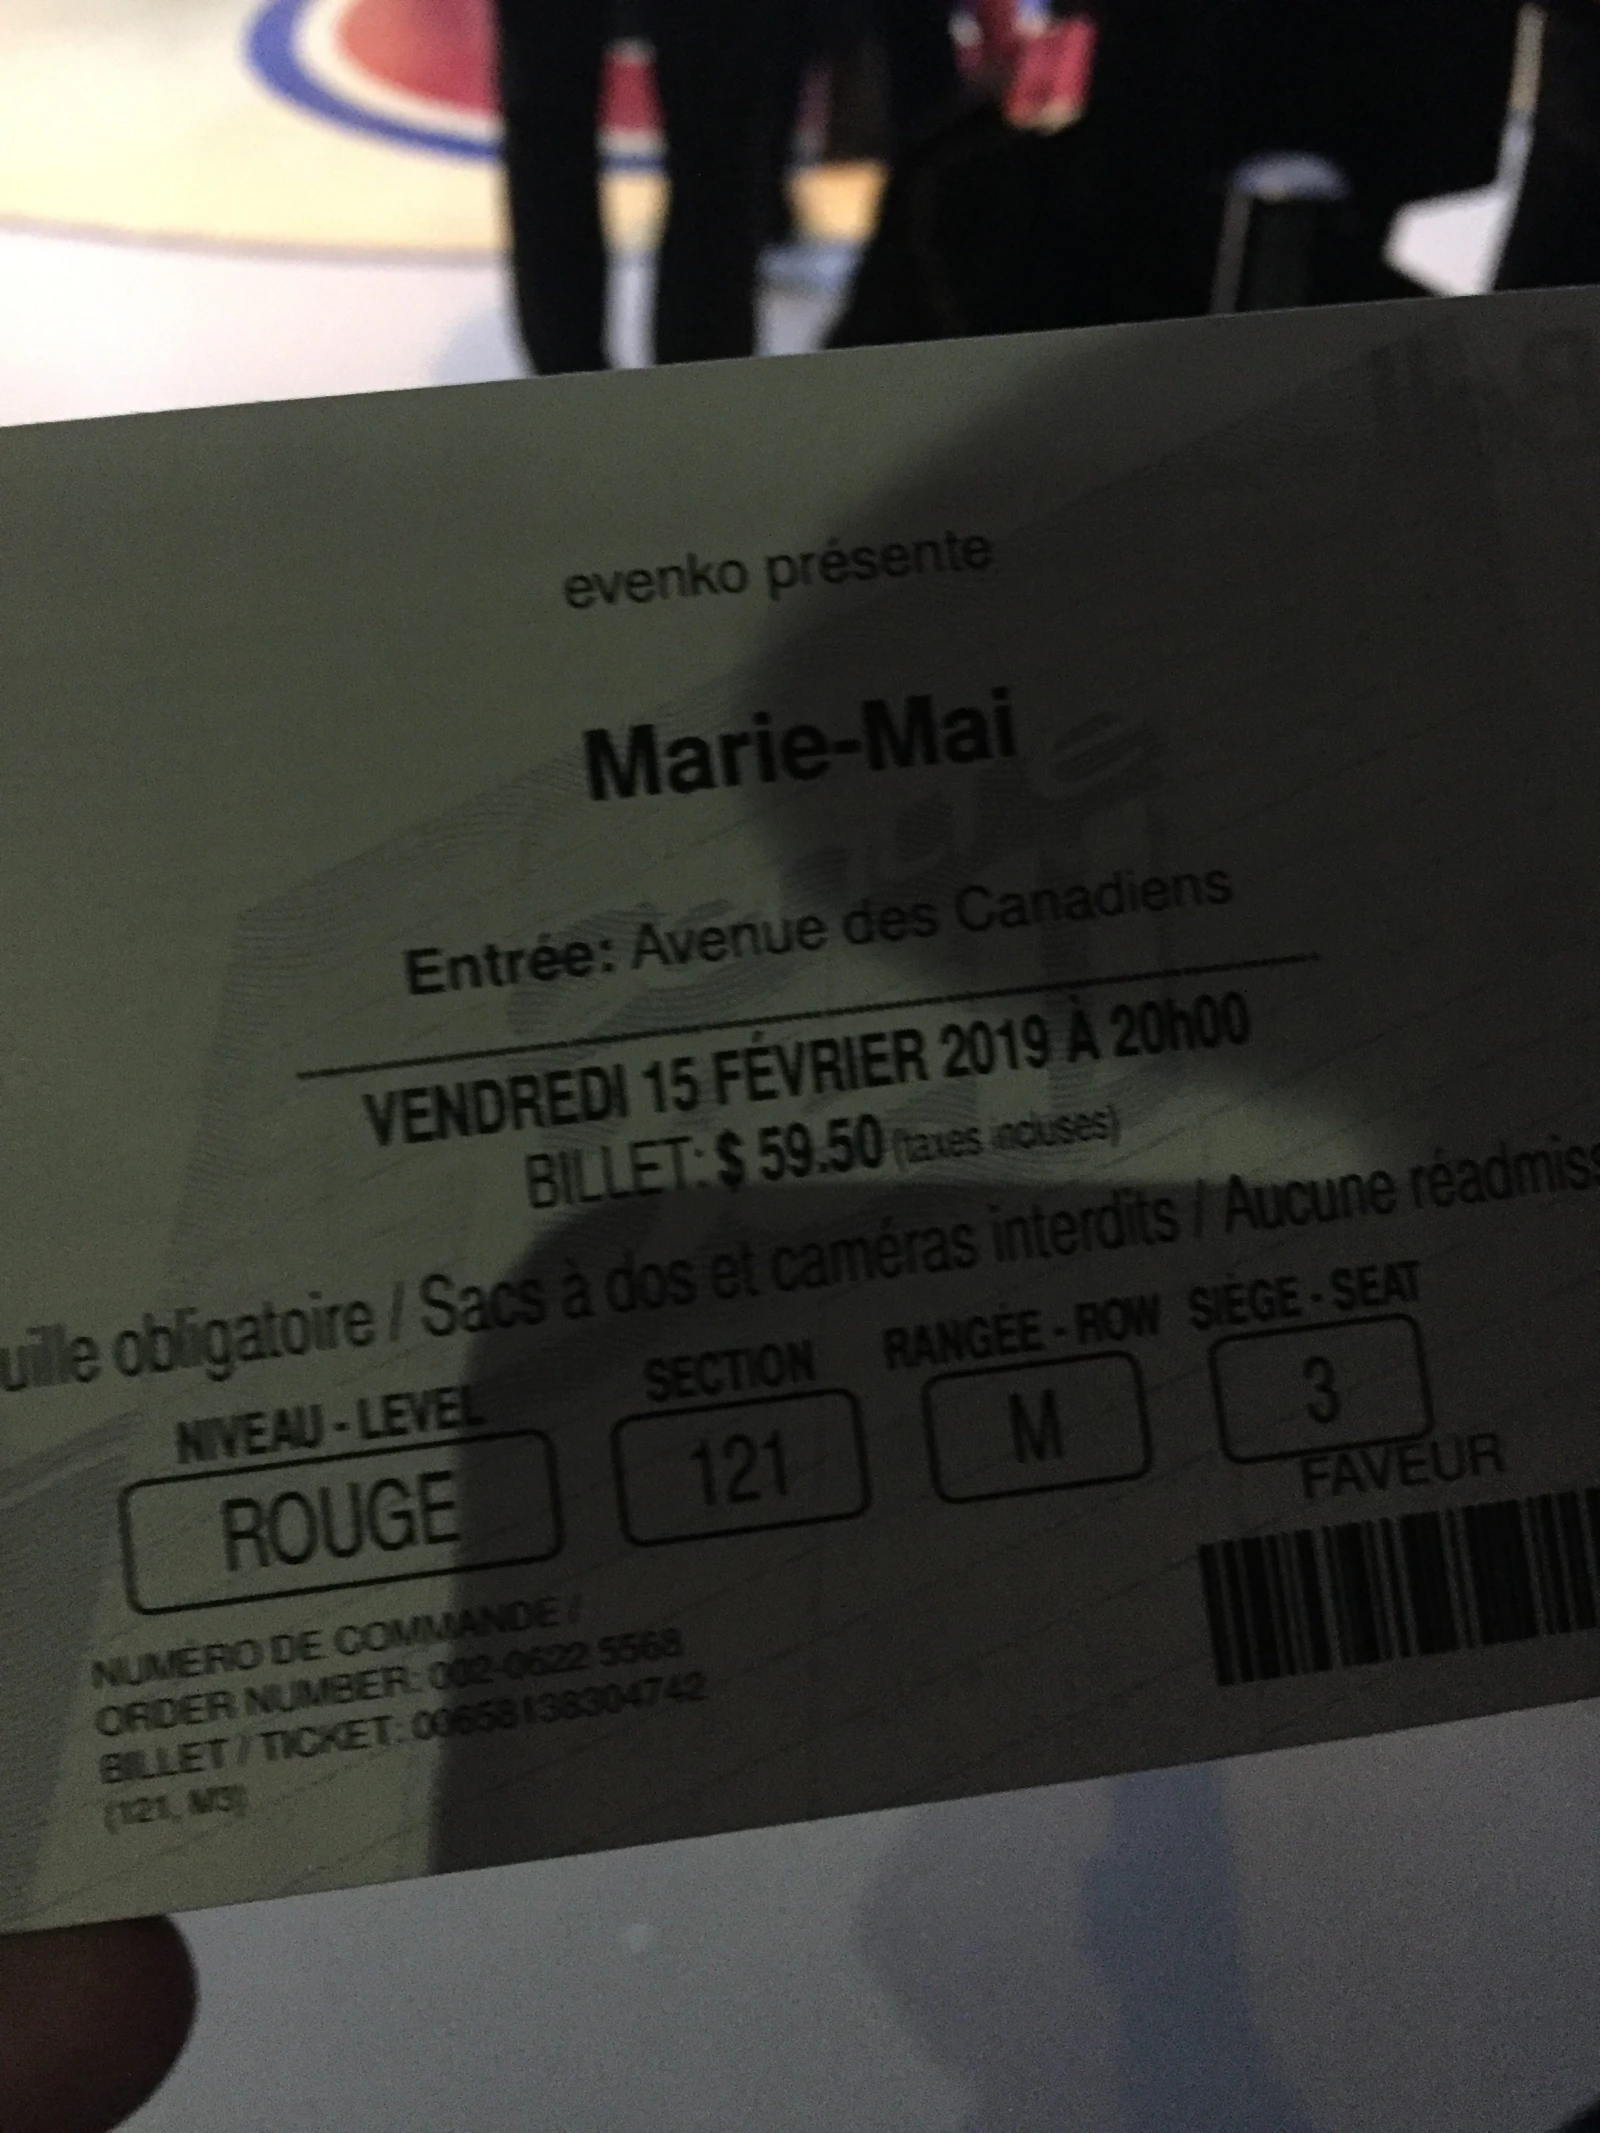 evenko présente
Marie-Mai
Entrée: Avenue des Canadiens
VENDREDI 15 FÉVRIER 2019 À 20h00
BILLET: $ 59.50 (taxes incluses)
uille obligatoire / Sacs à dos et caméras interdits / Aucune réadmiss
NIVEAU - LEVEL SECTION RANGÉE - ROW SIÈGE - SEAT
ROUGE 121 M 3
FAVEUR
NUMÉRO DE COMMANDE /
ORDER NUMBER: 002-0622 5568
BILLET / TICKET: 00658138304742
(121, M3)